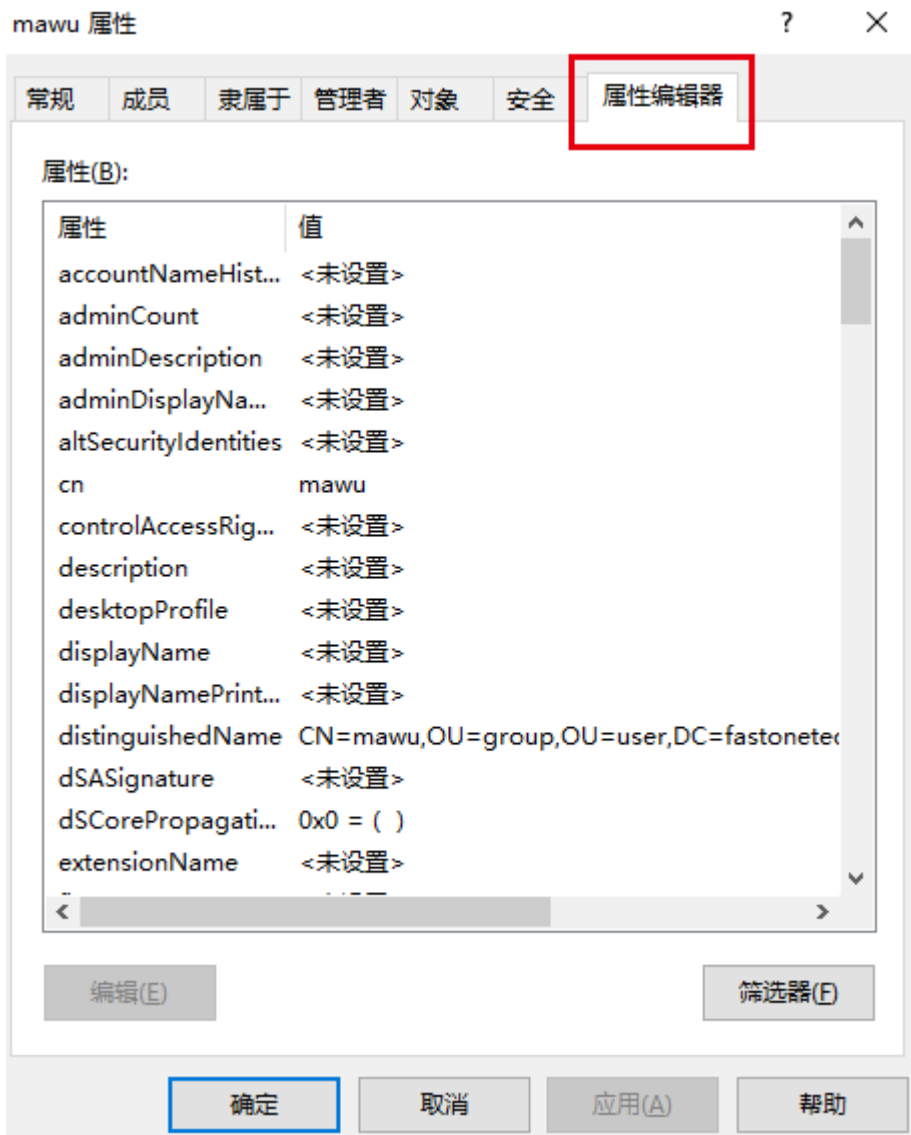 mawu 属性 ? ×
常规 成员 隶属于 管理者 对象 安全 属性编辑器
属性(B):
属性 值
accountNameHist... <未设置>
adminCount <未设置>
adminDescription <未设置>
adminDisplayNa... <未设置>
altSecurityIdentities <未设置>
cn mawu
controlAccessRig... <未设置>
description <未设置>
desktopProfile <未设置>
displayName <未设置>
displayNamePrint... <未设置>
distinguishedName CN=mawu,OU=group,OU=user,DC=fastonetec
dSASignature <未设置>
dSCorePropagati... 0x0 = ( )
extensionName <未设置>
编辑(E) 筛选器(F)
确定 取消 应用(A) 帮助